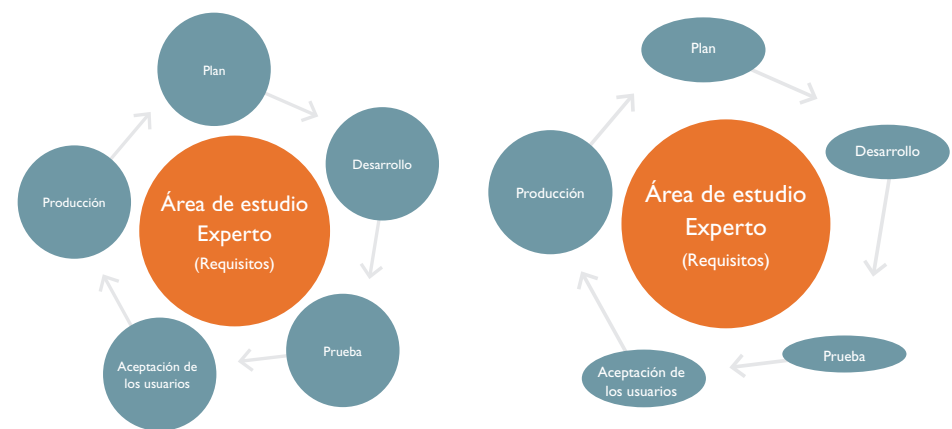 Plan
Desarrollo
Producción
Área de estudio
Experto
(Requisitos)
Prueba
Aceptación de
los usuarios
Plan
Desarrollo
Producción
Área de estudio
Experto
(Requisitos)
Prueba
Aceptación de
los usuarios